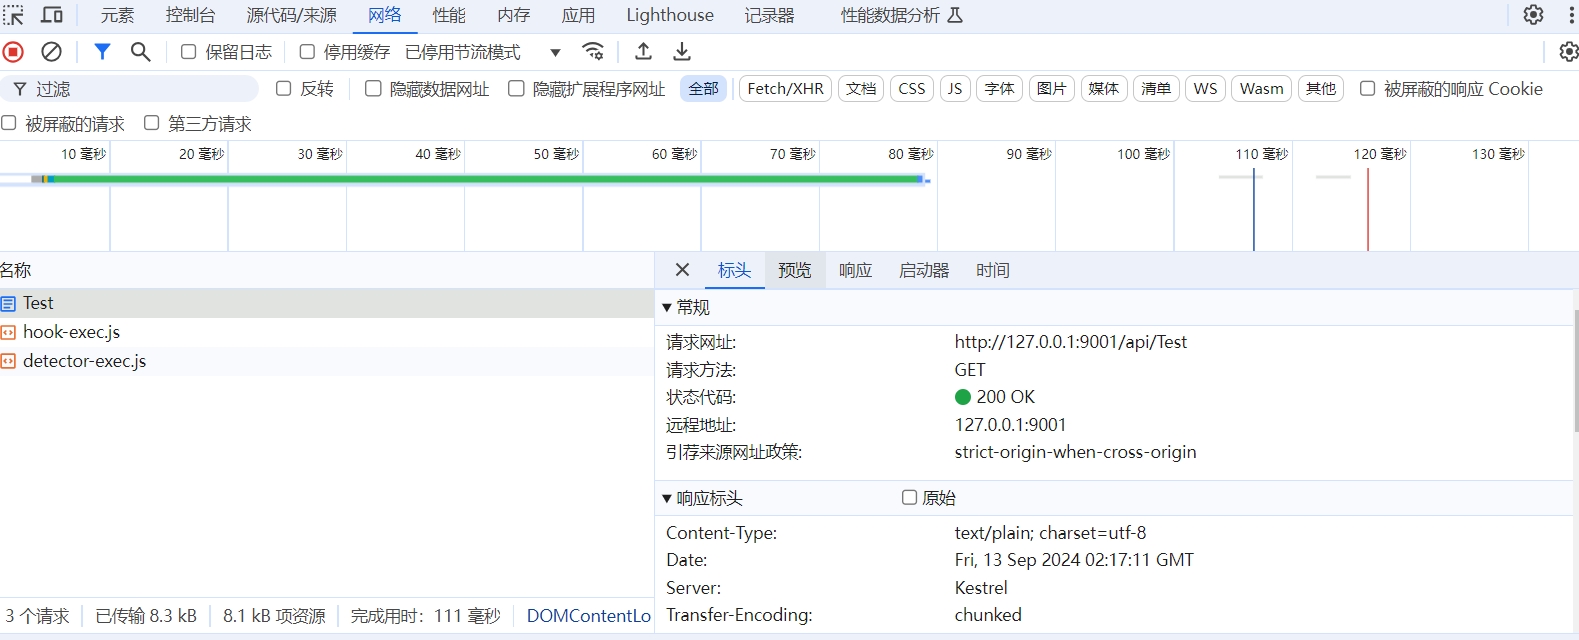 元素 控制台 源代码/来源 网络 性能 内存 应用 Lighthouse 记录器 性能数据分析
保留日志 停用缓存 已停用节流模式
过滤 反转 隐藏数据网址 隐藏扩展程序网址 全部 Fetch/XHR 文档 CSS JS 字体 图片 媒体 清单 WS Wasm 其他 被屏蔽的响应 Cookie
被屏蔽的请求 第三方请求
10 毫秒 20 毫秒 30 毫秒 40 毫秒 50 毫秒 60 毫秒 70 毫秒 80 毫秒 90 毫秒 100 毫秒 110 毫秒 120 毫秒 130 毫秒
名称
Test
hook-exec.js
detector-exec.js
3 个请求 已传输 8.3 kB 8.1 kB 项资源 完成用时：111 毫秒 DOMContentLo
标头 预览 响应 启动器 时间
常规
请求网址: http://127.0.0.1:9001/api/Test
请求方法: GET
状态代码: 200 OK
远程地址: 127.0.0.1:9001
引荐来源网址政策: strict-origin-when-cross-origin
响应标头 原始
Content-Type: text/plain; charset=utf-8
Date: Fri, 13 Sep 2024 02:17:11 GMT
Server: Kestrel
Transfer-Encoding: chunked